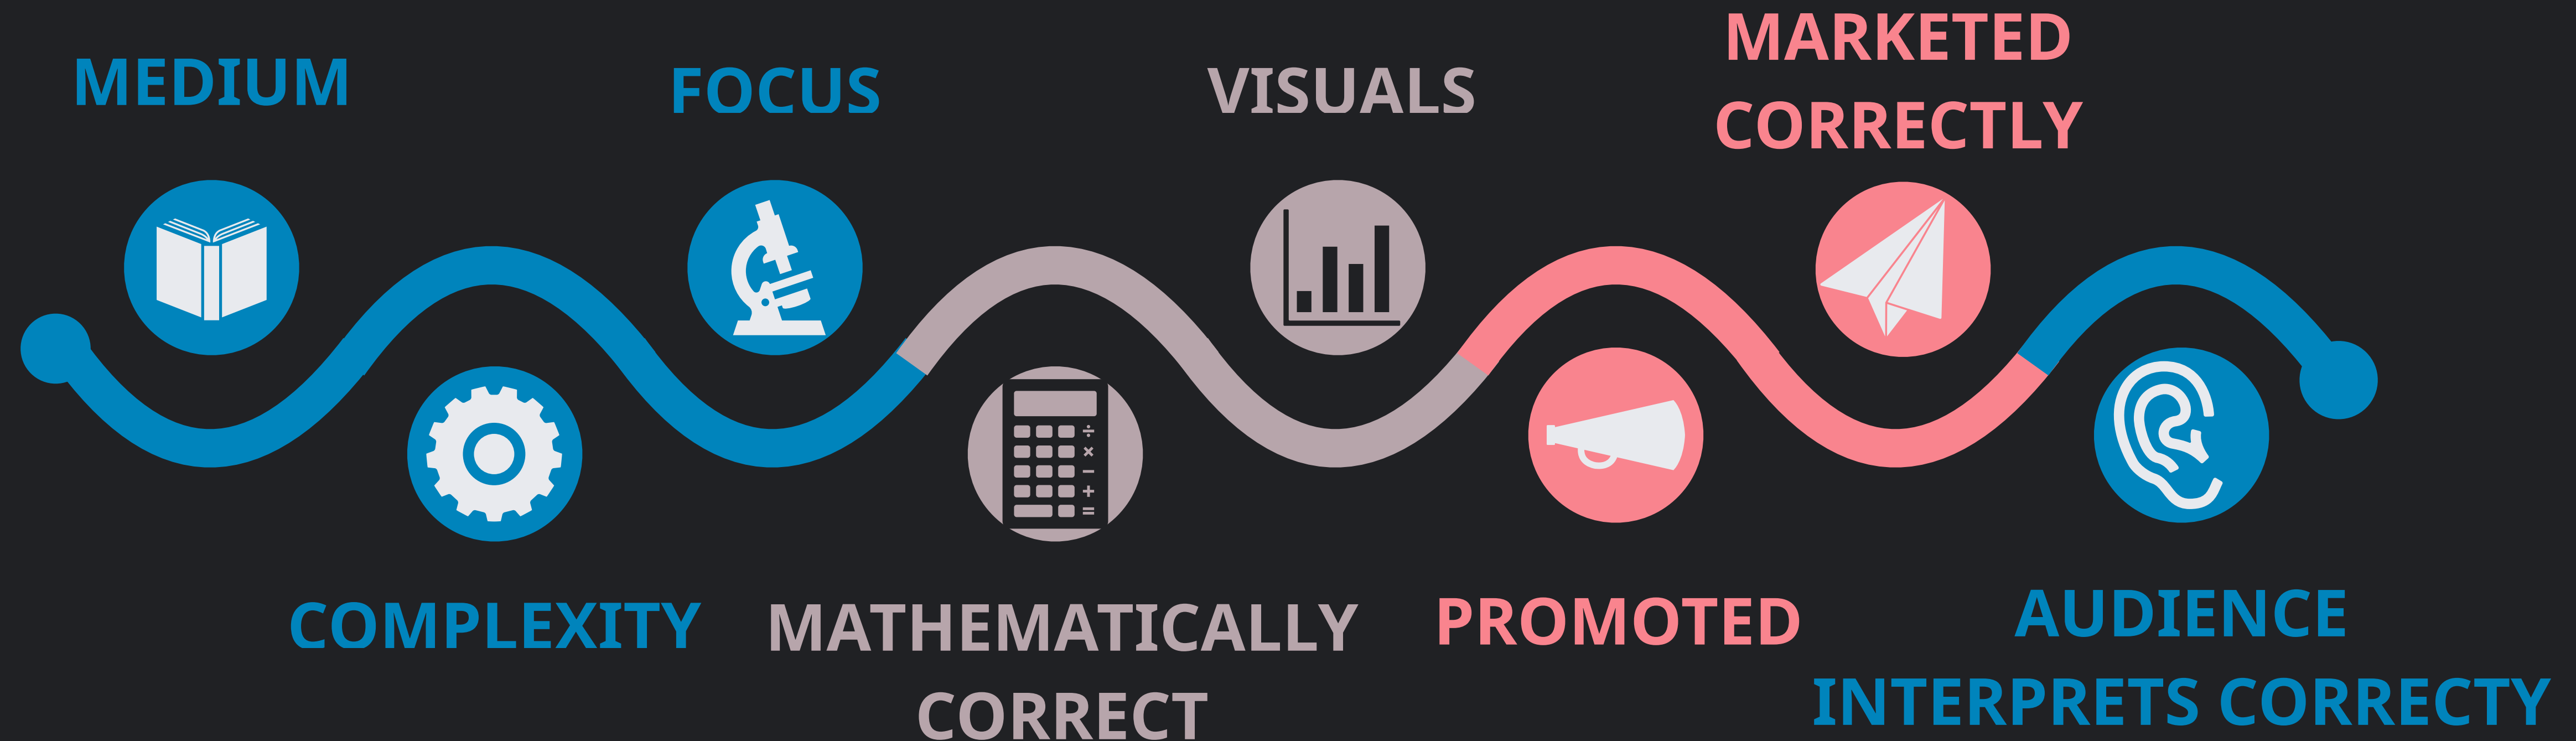 MEDIUM
COMPLEXITY
FOCUS
MATHEMATICALLY
CORRECT
VISUALS
PROMOTED
MARKETED
CORRECTLY
AUDIENCE
INTERPRETS CORRECTY
÷
×
−
+
=